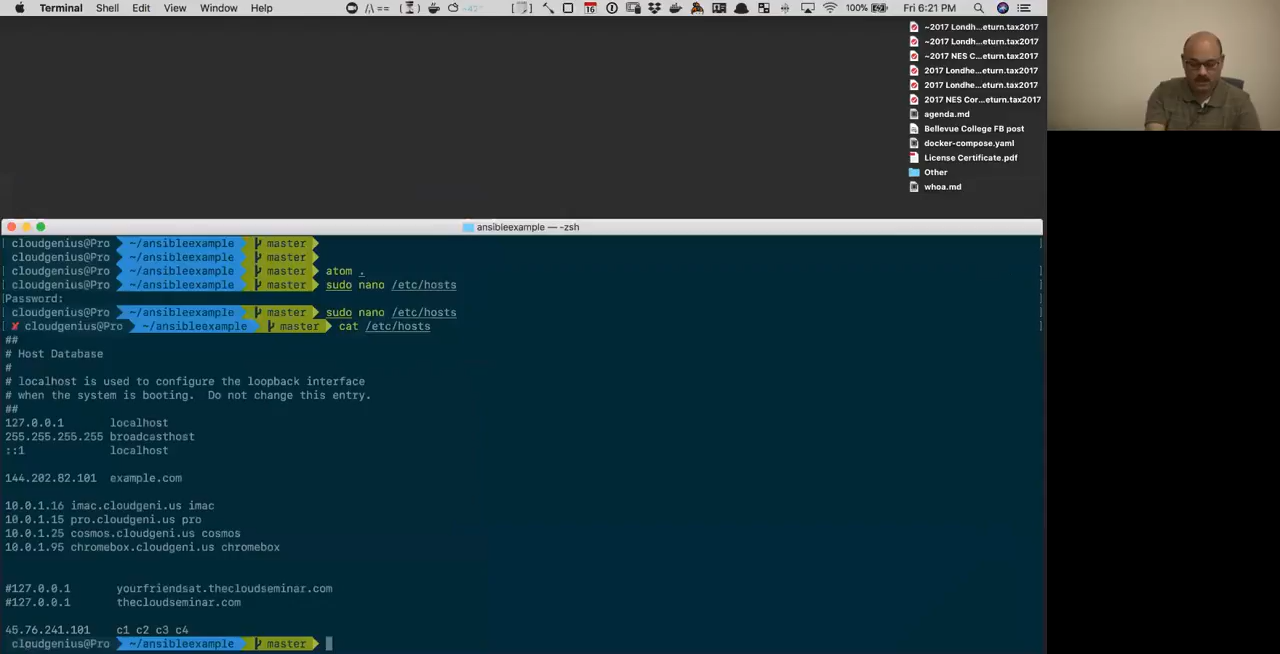 Terminal Shell Edit View Window Help 16 100% Fri 6:21 PM
~2017 Londh...eturn.tax2017
~2017 Londh...eturn.tax2017
~2017 NES C...eturn.tax2017
2017 Londhe...eturn.tax2017
2017 Londhe...eturn.tax2017
2017 NES Cor...eturn.tax2017
agenda.md
Bellevue College FB post
docker-compose.yaml
License Certificate.pdf
Other
whoa.md
ansibleexample — -zsh
cloudgenius@Pro ~/ansibleexample master
cloudgenius@Pro ~/ansibleexample master
cloudgenius@Pro ~/ansibleexample master atom .
cloudgenius@Pro ~/ansibleexample master sudo nano /etc/hosts
Password:
cloudgenius@Pro ~/ansibleexample master sudo nano /etc/hosts
✘ cloudgenius@Pro ~/ansibleexample master cat /etc/hosts
##
# Host Database
#
# localhost is used to configure the loopback interface
# when the system is booting. Do not change this entry.
##
127.0.0.1 localhost
255.255.255.255 broadcasthost
::1 localhost
144.202.82.101 example.com
10.0.1.16 imac.cloudgeni.us imac
10.0.1.15 pro.cloudgeni.us pro
10.0.1.25 cosmos.cloudgeni.us cosmos
10.0.1.95 chromebox.cloudgeni.us chromebox
#127.0.0.1 yourfriendsat.thecloudseminar.com
#127.0.0.1 thecloudseminar.com
45.76.241.101 c1 c2 c3 c4
cloudgenius@Pro ~/ansibleexample master